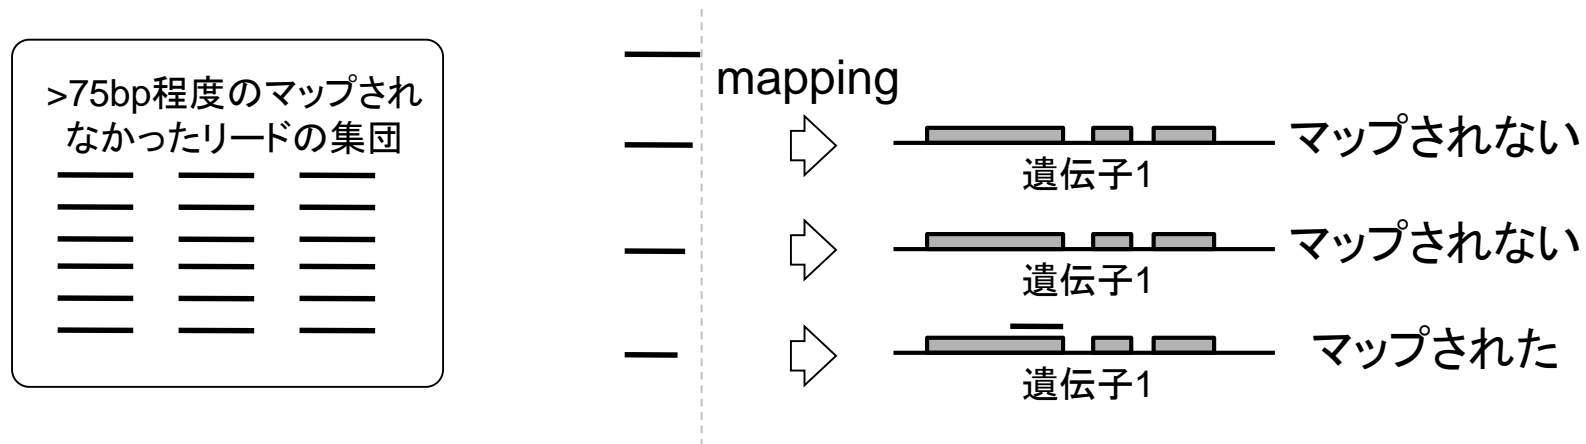 >75bp程度のマップされ
なかったリードの集団
mapping
マップされない
遺伝子1
マップされない
遺伝子1
マップされた
遺伝子1